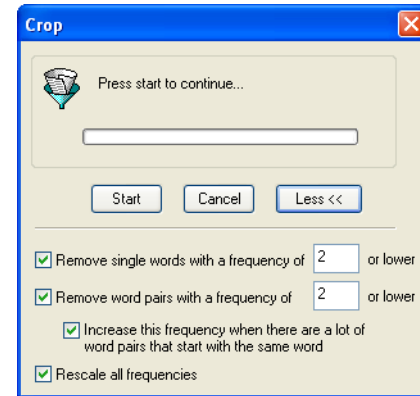 Crop
Press start to continue...
Start Cancel Less <<
Remove single words with a frequency of 2 or lower
Remove word pairs with a frequency of 2 or lower
Increase this frequency when there are a lot of
word pairs that start with the same word
Rescale all frequencies